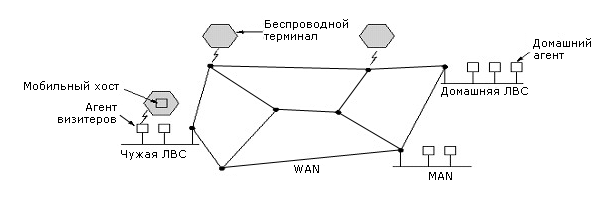 Беспроводной
терминал
Домашний
агент
Мобильный хост
Домашняя ЛВС
Агент
визитеров
Чужая ЛВС
WAN
MAN